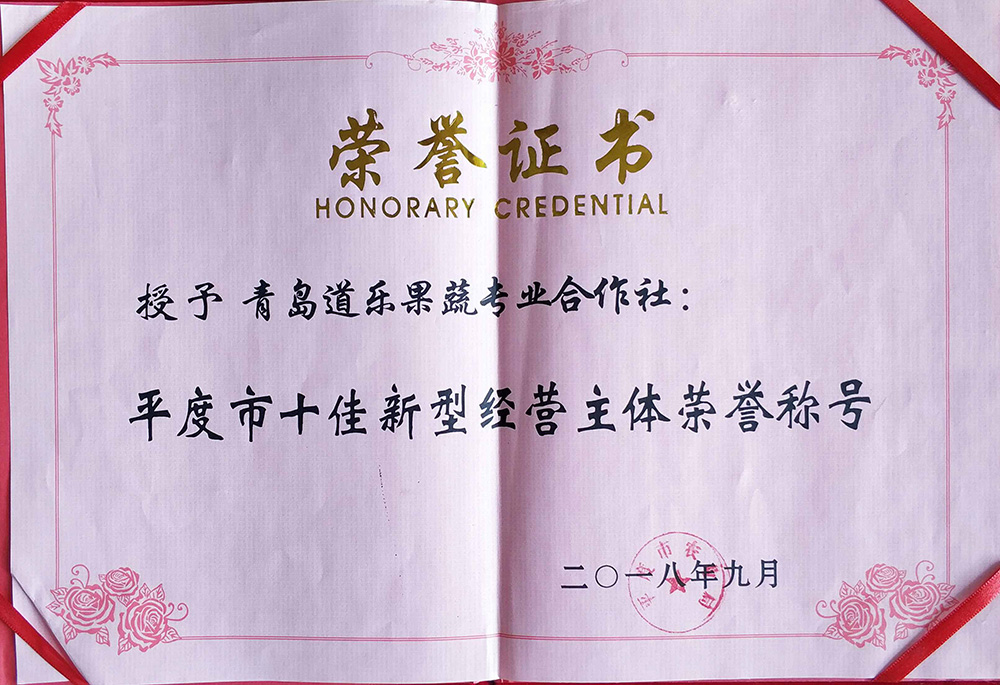 荣誉证书
HONORARY CREDENTIAL
授予 青岛道乐果蔬专业合作社：
平度市十佳新型经营主体荣誉称号
二〇一八年九月